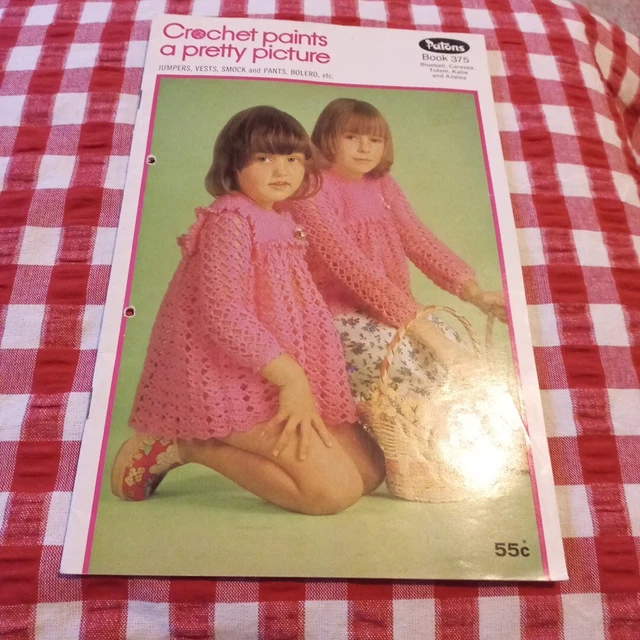 Crochet paints
a pretty picture
JUMPERS, VESTS, SMOCK and PANTS, BOLERO, etc.
Patons
Book 375
Bluebell, Caressa
Totem, Katie
and Azalea
55c